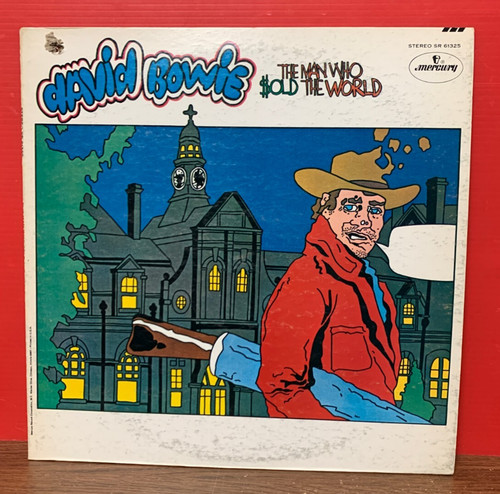 david BOWiE
THE MAN WHO
$OLD THE WORLD
STEREO SR 61325
mercury